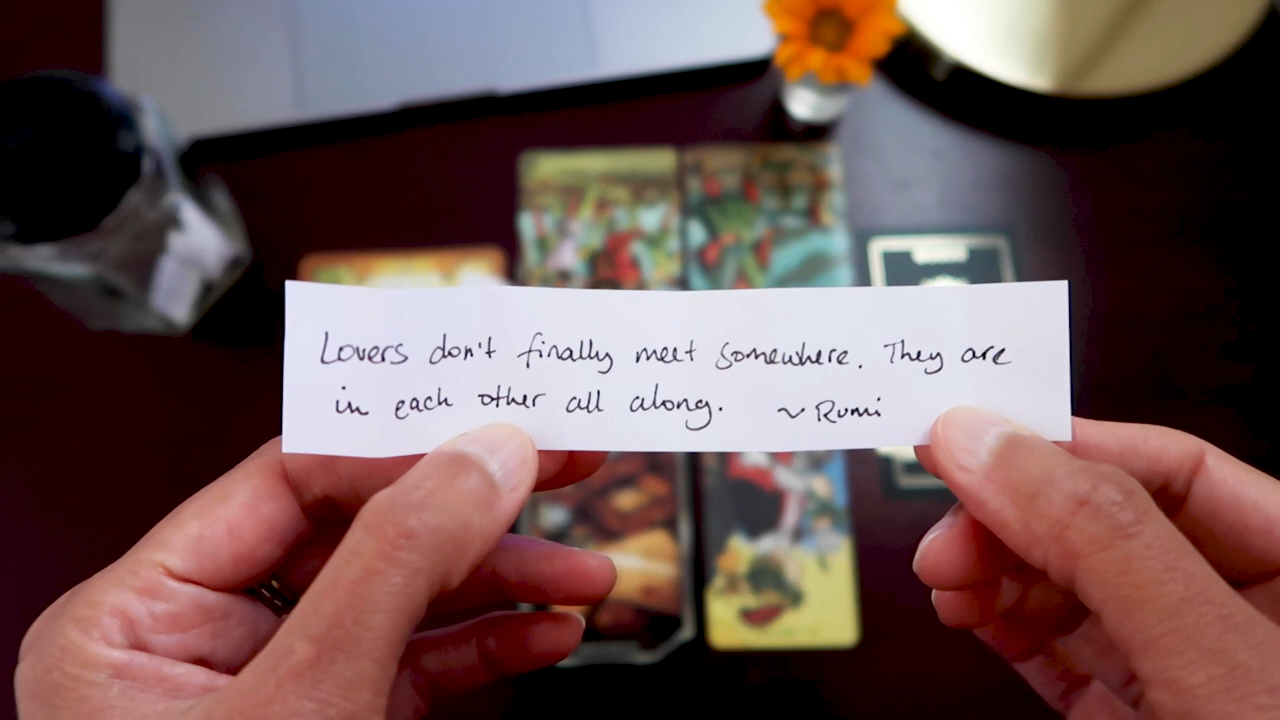 Lovers don't finally meet somewhere. They are
in each other all along. ~ Rumi